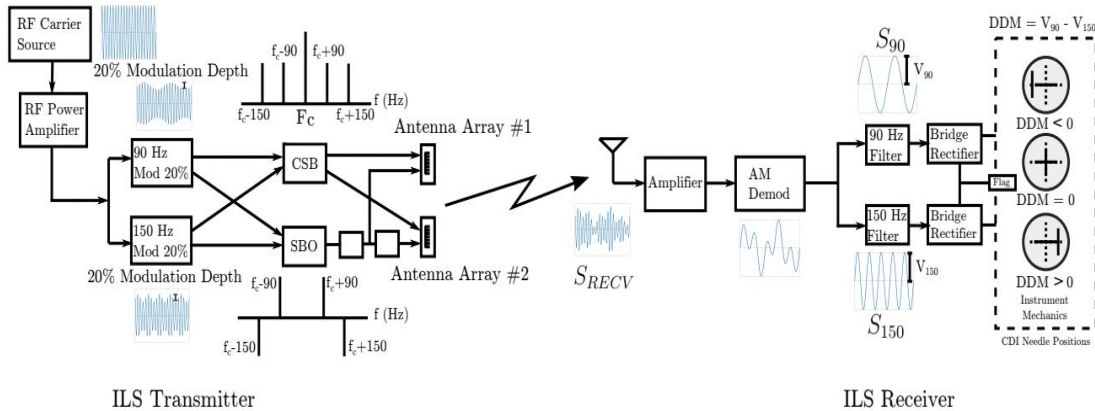 RF Carrier
Source
20% Modulation Depth
RF Power
Amplifier
90 Hz
Mod 20%
150 Hz
Mod 20%
20% Modulation Depth
f_c-90
f_c+90
f (Hz)
f_c-150
F_c
f_c+150
CSB
SBO
Antenna Array #1
Antenna Array #2
f_c-90
f_c+90
f (Hz)
f_c-150
f_c+150
ILS Transmitter
S_RECV
Amplifier
AM
Demod
S_90
V_90
90 Hz
Filter
Bridge
Rectifier
150 Hz
Filter
Bridge
Rectifier
V_150
S_150
Flag
DDM = V_90 - V_150
DDM < 0
DDM = 0
DDM > 0
Instrument
Mechanics
CDI Needle Positions
ILS Receiver